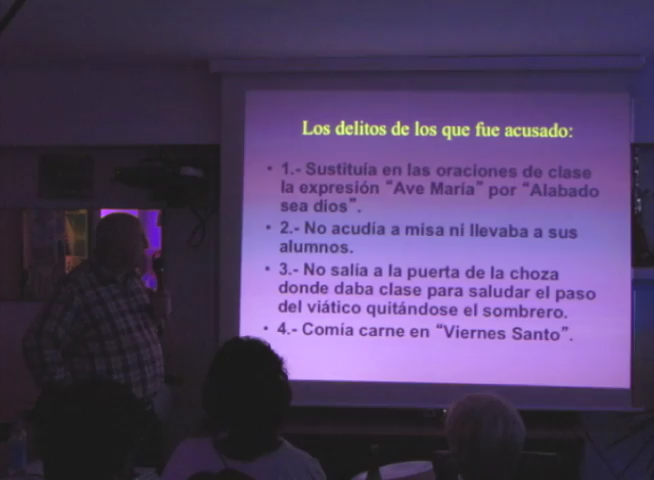 Los delitos de los que fue acusado:
• 1.- Sustituía en las oraciones de clase
la expresión “Ave María” por “Alabado
sea dios”.
• 2.- No acudía a misa ni llevaba a sus
alumnos.
• 3.- No salía a la puerta de la choza
donde daba clase para saludar el paso
del viático quitándose el sombrero.
• 4.- Comía carne en “Viernes Santo”.